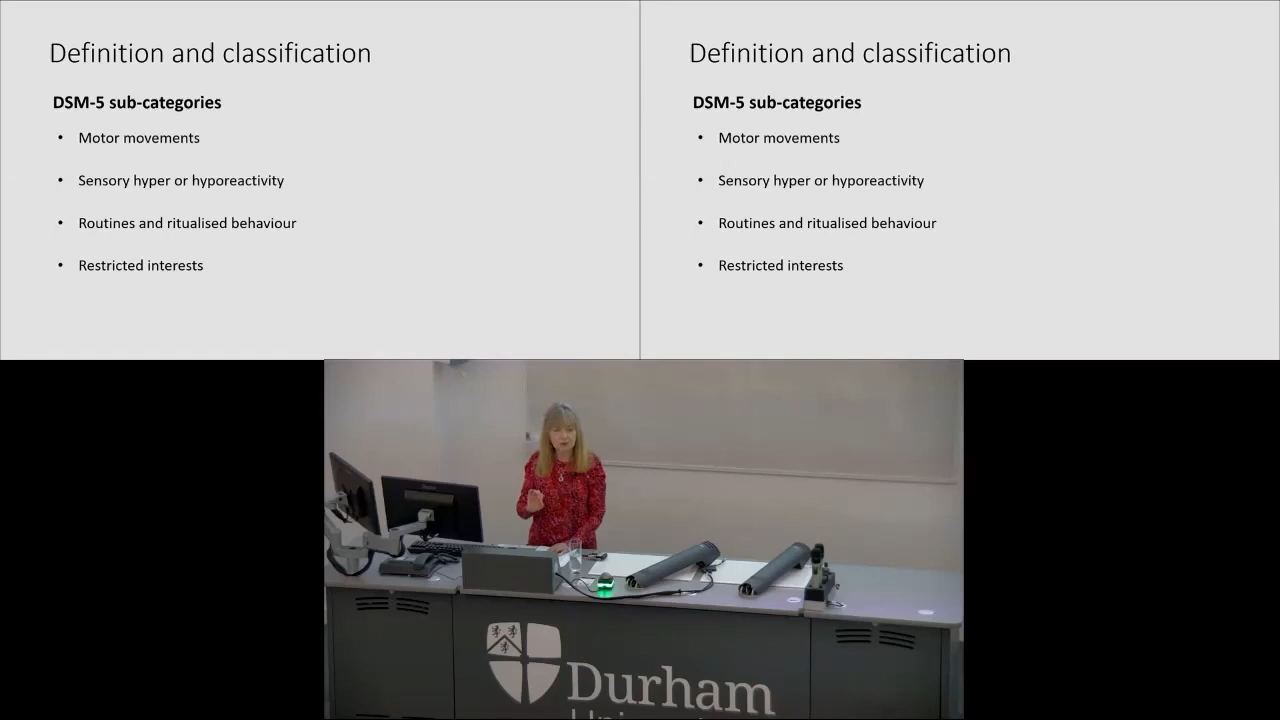 Definition and classification
DSM-5 sub-categories
• Motor movements
• Sensory hyper or hyporeactivity
• Routines and ritualised behaviour
• Restricted interests
Definition and classification
DSM-5 sub-categories
• Motor movements
• Sensory hyper or hyporeactivity
• Routines and ritualised behaviour
• Restricted interests
Durham